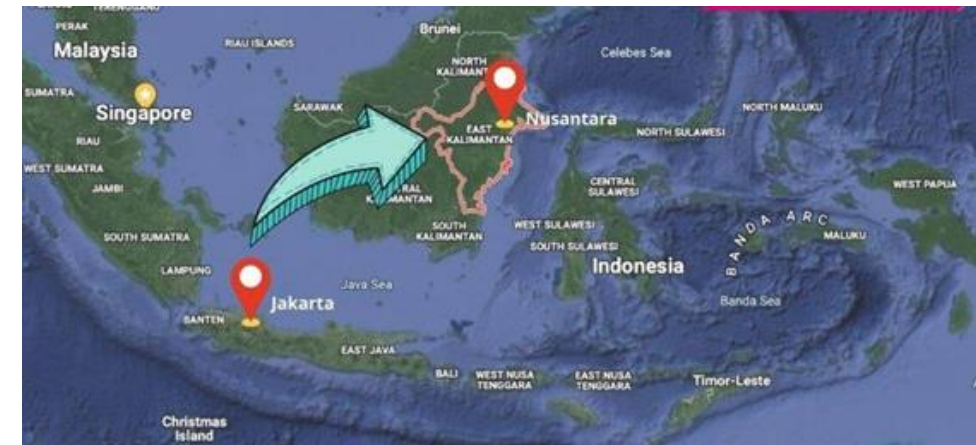 PERAK
Malaysia
RIAU ISLANDS
Brunei
Celebes Sea
NORTH
SUMATRA
Singapore
SARAWAK
Nusantara
NORTH MALUKU
EAST
KALIMANTAN
NORTH SULAWESI
RIAU
WEST SUMATRA
JAMBI
KALIMANTAN
CENTRAL
SULAWESI
WEST PAPUA
SOUTH SUMATRA
SOUTH
KALIMANTAN
WEST SULAWESI
SOUTH SULAWESI
BANDA ARC
MALUKU
LAMPUNG
Indonesia
Java Sea
Jakarta
BANTEN
Banda Sea
EAST JAVA
BALI
WEST NUSA
TENGGARA
EAST NUSA
TENGGARA
Timor-Leste
Christmas
Island